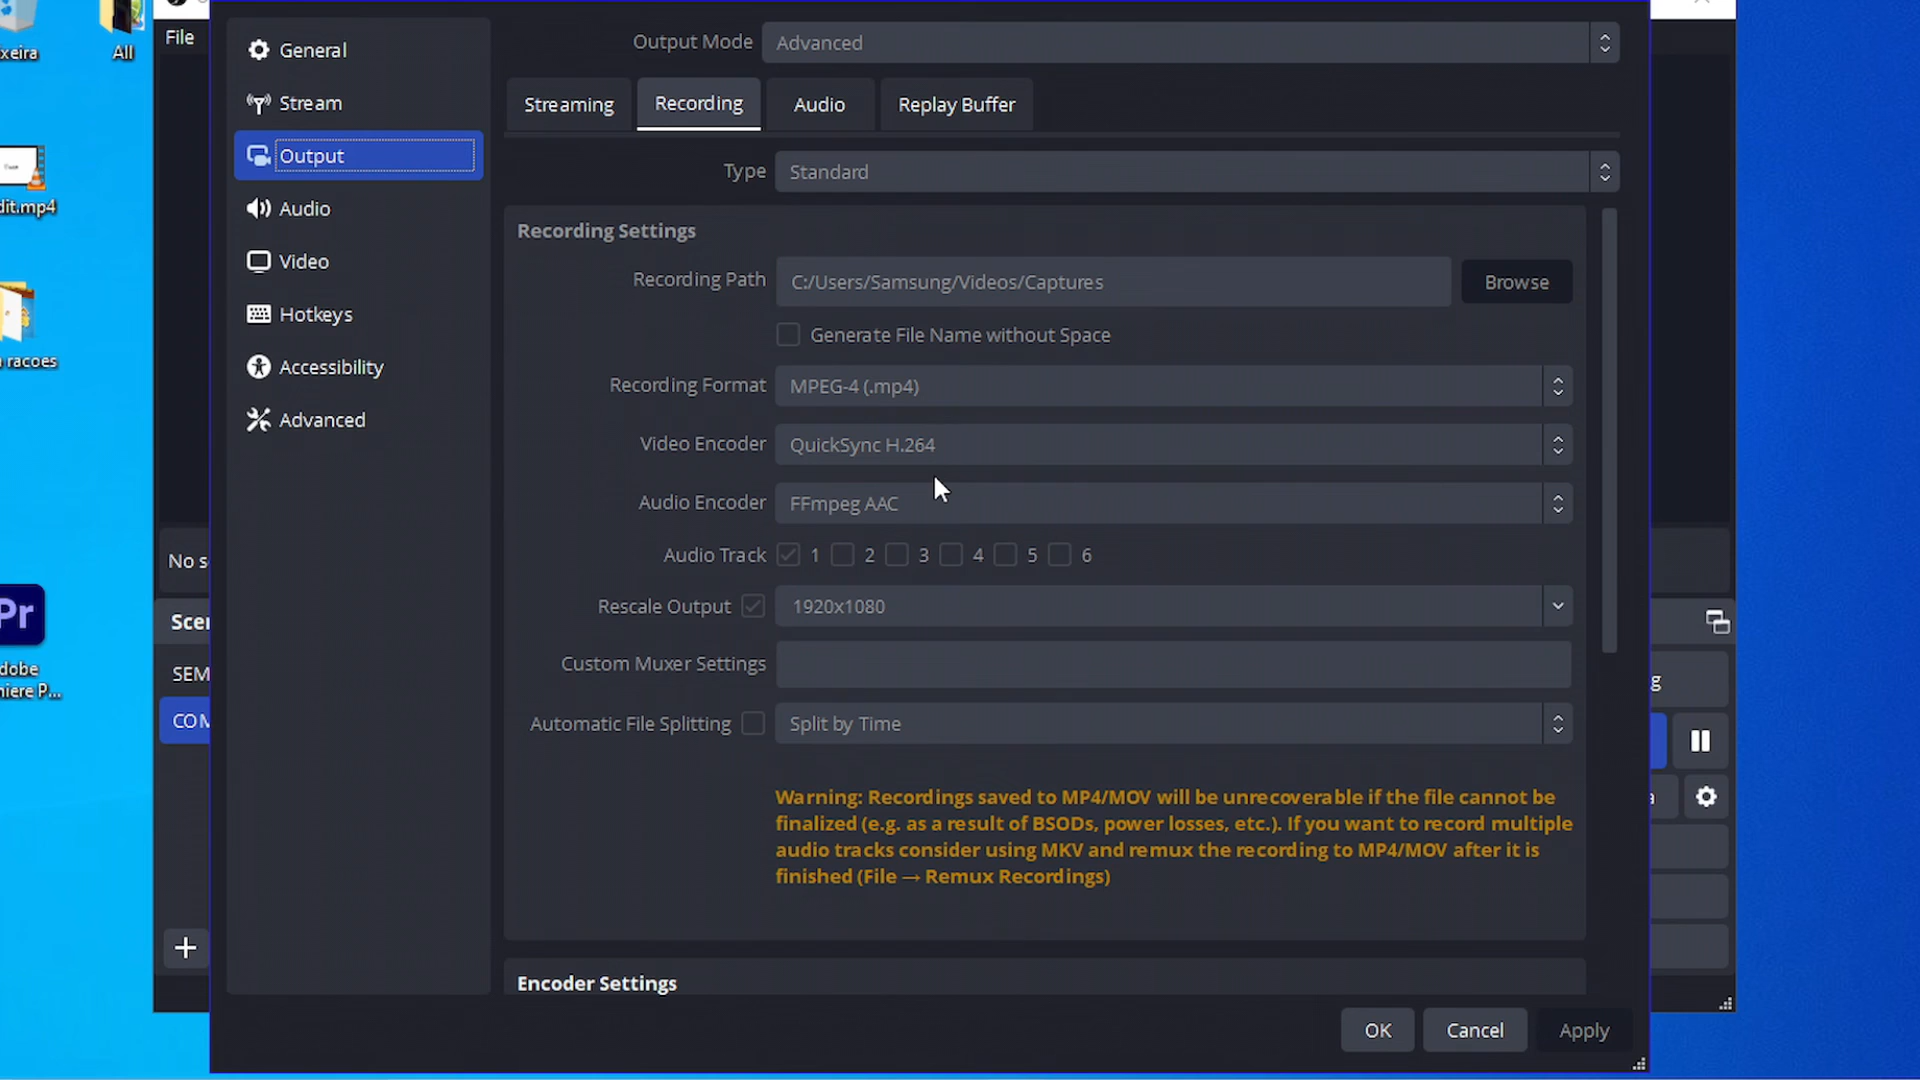 xeira
All
dit.mp4
racoes
Pr
dobe
niere P...
File
General
Stream
Output
Audio
Video
Hotkeys
Accessibility
Advanced
No s
Scer
SEM
COM
Output Mode Advanced
Streaming Recording Audio Replay Buffer
Type Standard
Recording Settings
Recording Path C:/Users/Samsung/Videos/Captures Browse
Generate File Name without Space
Recording Format MPEG-4 (.mp4)
Video Encoder QuickSync H.264
Audio Encoder FFmpeg AAC
Audio Track 1 2 3 4 5 6
Rescale Output 1920x1080
Custom Muxer Settings
Automatic File Splitting Split by Time
Warning: Recordings saved to MP4/MOV will be unrecoverable if the file cannot be
finalized (e.g. as a result of BSODs, power losses, etc.). If you want to record multiple
audio tracks consider using MKV and remux the recording to MP4/MOV after it is
finished (File → Remux Recordings)
Encoder Settings
OK Cancel Apply
g
a